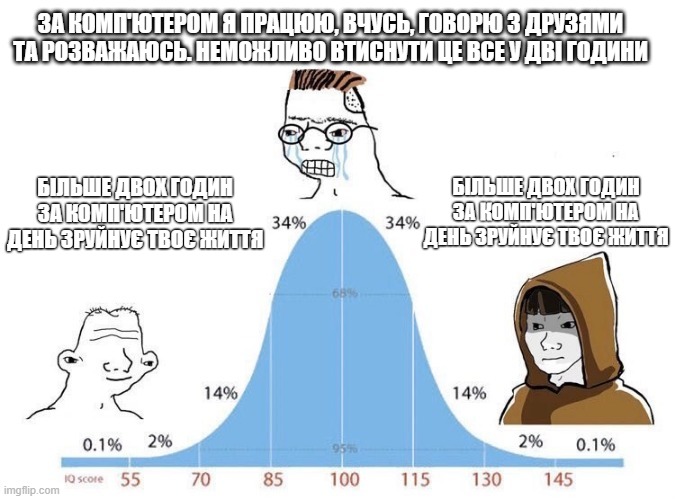 ЗА КОМП'ЮТЕРОМ Я ПРАЦЮЮ, ВЧУСЬ, ГОВОРЮ З ДРУЗЯМИ
ТА РОЗВАЖАЮСЬ. НЕМОЖЛИВО ВТИСНУТИ ЦЕ ВСЕ У ДВІ ГОДИНИ
БІЛЬШЕ ДВОХ ГОДИН
ЗА КОМП'ЮТЕРОМ НА
ДЕНЬ ЗРУЙНУЄ ТВОЄ ЖИТТЯ
БІЛЬШЕ ДВОХ ГОДИН
ЗА КОМП'ЮТЕРОМ НА
ДЕНЬ ЗРУЙНУЄ ТВОЄ ЖИТТЯ
34% 34%
68%
14% 14%
0.1% 2% 95% 2% 0.1%
IQ score 55 70 85 100 115 130 145
imgflip.com